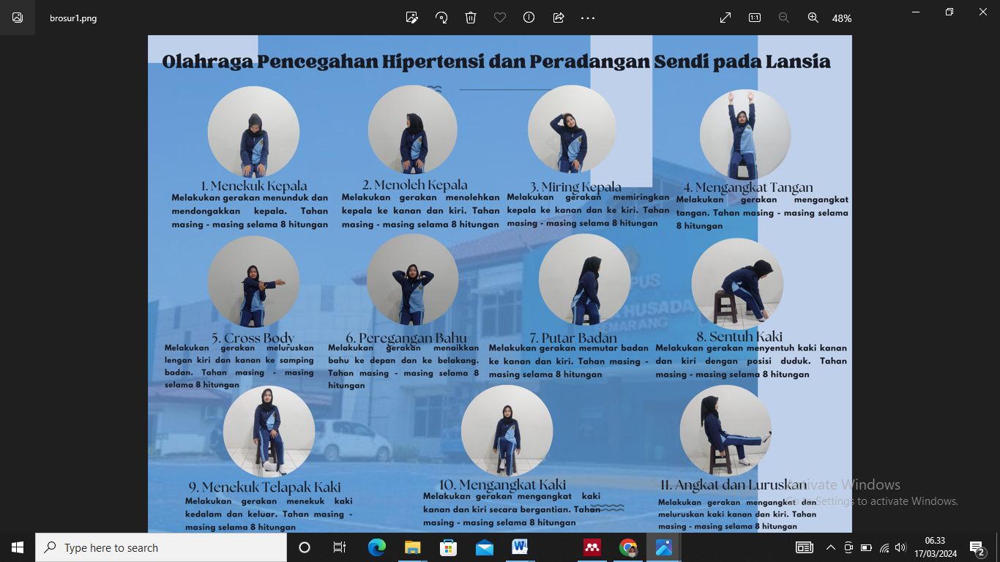 brosur1.png
48%
Olahraga Pencegahan Hipertensi dan Peradangan Sendi pada Lansia
1. Menekuk Kepala
Melakukan gerakan menunduk dan
mendongakkan kepala. Tahan
masing - masing selama 8 hitungan
2. Menoleh Kepala
Melakukan gerakan menolehkan
kepala ke kanan dan kiri. Tahan
masing - masing selama 8 hitungan
3. Miring Kepala
Melakukan gerakan memiringkan
kepala ke kanan dan ke kiri. Tahan
masing - masing selama 8 hitungan
4. Mengangkat Tangan
Melakukan gerakan mengangkat
tangan. Tahan masing - masing selama
8 hitungan
5. Cross Body
Melakukan gerakan meluruskan
lengan kiri dan kanan ke samping
badan. Tahan masing - masing
selama 8 hitungan
6. Peregangan Bahu
Melakukan gerakan menaikkan
bahu ke depan dan ke belakang.
Tahan masing - masing selama 8
hitungan
7. Putar Badan
Melakukan gerakan memutar badan
ke kanan dan kiri. Tahan masing -
masing selama 8 hitungan
8. Sentuh Kaki
Melakukan gerakan menyentuh kaki kanan
dan kiri dengan posisi duduk. Tahan
masing - masing selama 8 hitungan
HUSADA
SEMARANG
9. Menekuk Telapak Kaki
Melakukan gerakan menekuk kaki
kedalam dan keluar. Tahan masing -
masing selama 8 hitungan
10. Mengangkat Kaki
Melakukan gerakan mengangkat kaki
kanan dan kiri secara bergantian. Tahan
masing - masing selama 8 hitungan
11. Angkat dan Luruskan
Melakukan gerakan mengangkat dan
meluruskan kaki kanan dan kiri. Tahan
masing - masing selama 8 hitungan
Activate Windows
Go to Settings to activate Windows.
Type here to search
06.33
17/03/2024
2